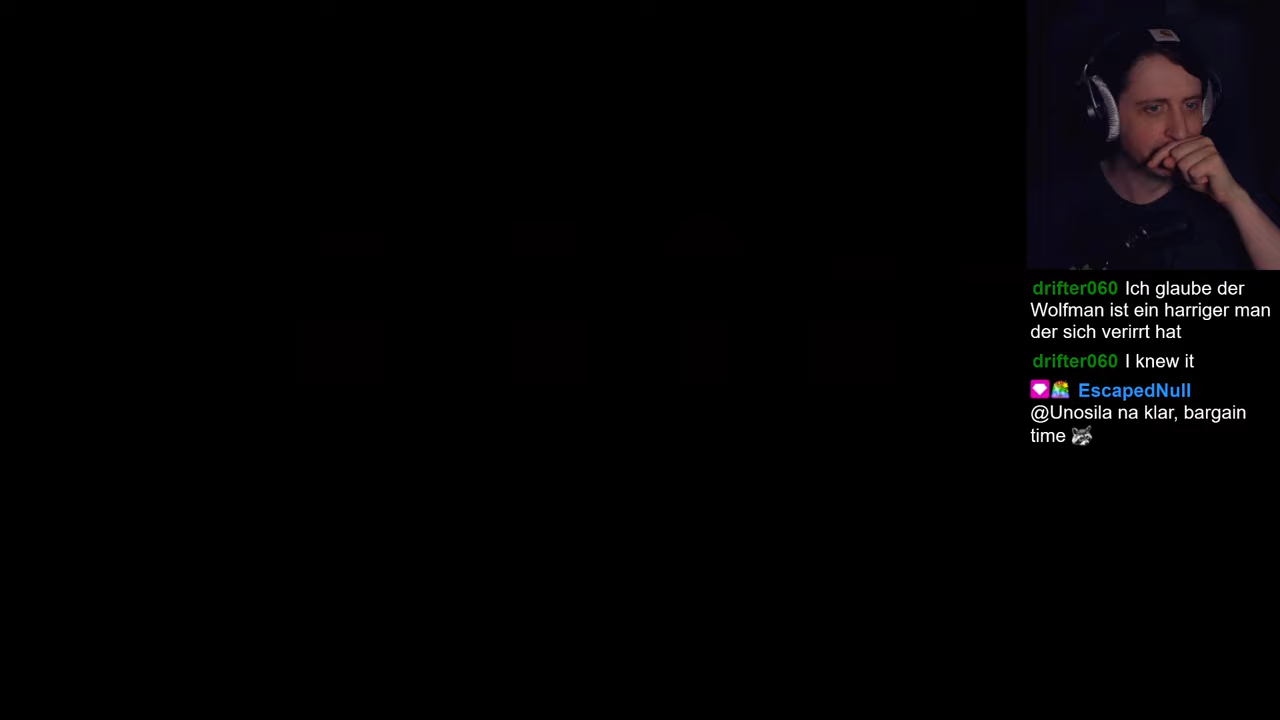 drifter060 Ich glaube der
Wolfman ist ein harriger man
der sich verirrt hat
drifter060 I knew it
EscapedNull
@Unosila na klar, bargain
time